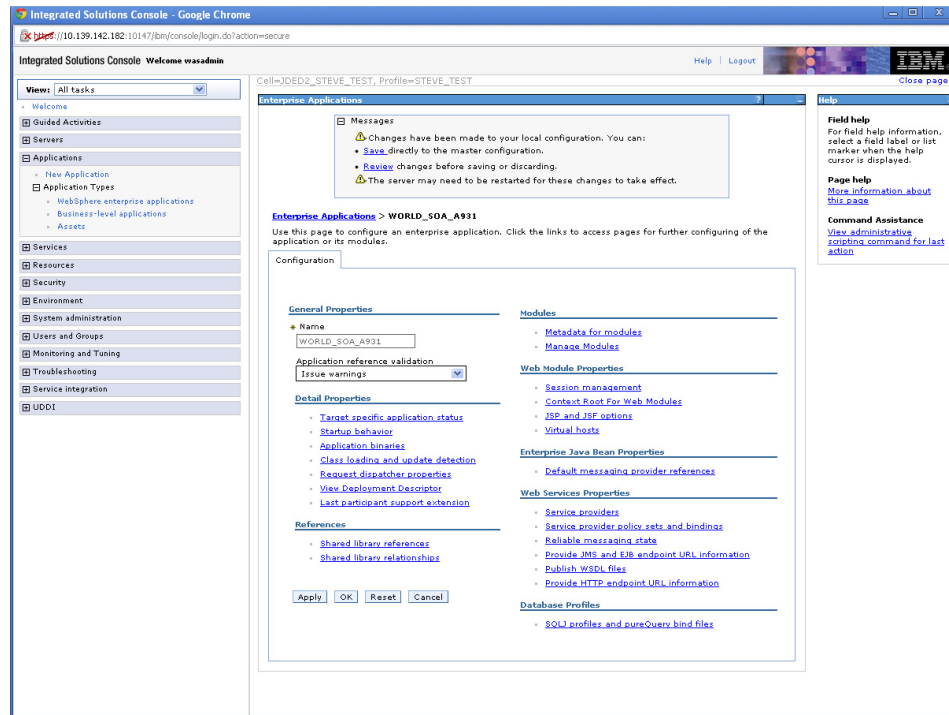 Integrated Solutions Console - Google Chrome
https://10.139.142.182:10147/ibm/console/login.do?action=secure
Integrated Solutions Console Welcome wasadmin
Help | Logout
IBM.
View: All tasks
Welcome
Guided Activities
Servers
Applications
New Application
Application Types
WebSphere enterprise applications
Business-level applications
Assets
Services
Resources
Security
Environment
System administration
Users and Groups
Monitoring and Tuning
Troubleshooting
Service integration
UDDI
Cell=JDED2_STEVE_TEST, Profile=STEVE_TEST
Close page
Enterprise Applications ? -
Messages
Changes have been made to your local configuration. You can:
• Save directly to the master configuration.
• Review changes before saving or discarding.
The server may need to be restarted for these changes to take effect.
Enterprise Applications > WORLD_SOA_A931
Use this page to configure an enterprise application. Click the links to access pages for further configuring of the
application or its modules.
Configuration
General Properties
* Name
WORLD_SOA_A931
Application reference validation
Issue warnings
Detail Properties
Target specific application status
Startup behavior
Application binaries
Class loading and update detection
Request dispatcher properties
View Deployment Descriptor
Last participant support extension
References
Shared library references
Shared library relationships
Apply OK Reset Cancel
Modules
Metadata for modules
Manage Modules
Web Module Properties
Session management
Context Root For Web Modules
JSP and JSF options
Virtual hosts
Enterprise Java Bean Properties
Default messaging provider references
Web Services Properties
Service providers
Service provider policy sets and bindings
Reliable messaging state
Provide JMS and EJB endpoint URL information
Publish WSDL files
Provide HTTP endpoint URL information
Database Profiles
SQLJ profiles and pureQuery bind files
Help
Field help
For field help information,
select a field label or list
marker when the help
cursor is displayed.
Page help
More information about
this page
Command Assistance
View administrative
scripting command for last
action